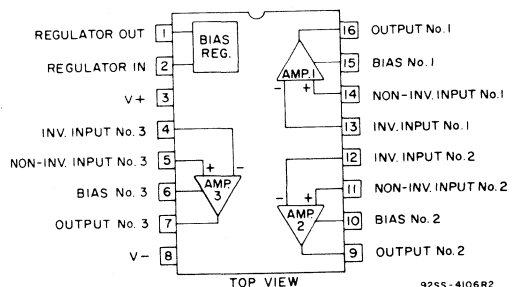 REGULATOR OUT 1
REGULATOR IN 2
V+ 3
INV. INPUT No. 3 4
NON-INV. INPUT No. 3 5
BIAS No. 3 6
OUTPUT No. 3 7
V- 8
BIAS
REG.
+ -
AMP.
3
AMP.1
- +
- +
AMP.
2
16 OUTPUT No. 1
15 BIAS No. 1
14 NON-INV. INPUT No. 1
13 INV. INPUT No. 1
12 INV. INPUT No. 2
11 NON-INV. INPUT No. 2
10 BIAS No. 2
9 OUTPUT No. 2
TOP VIEW
92SS-4106R2